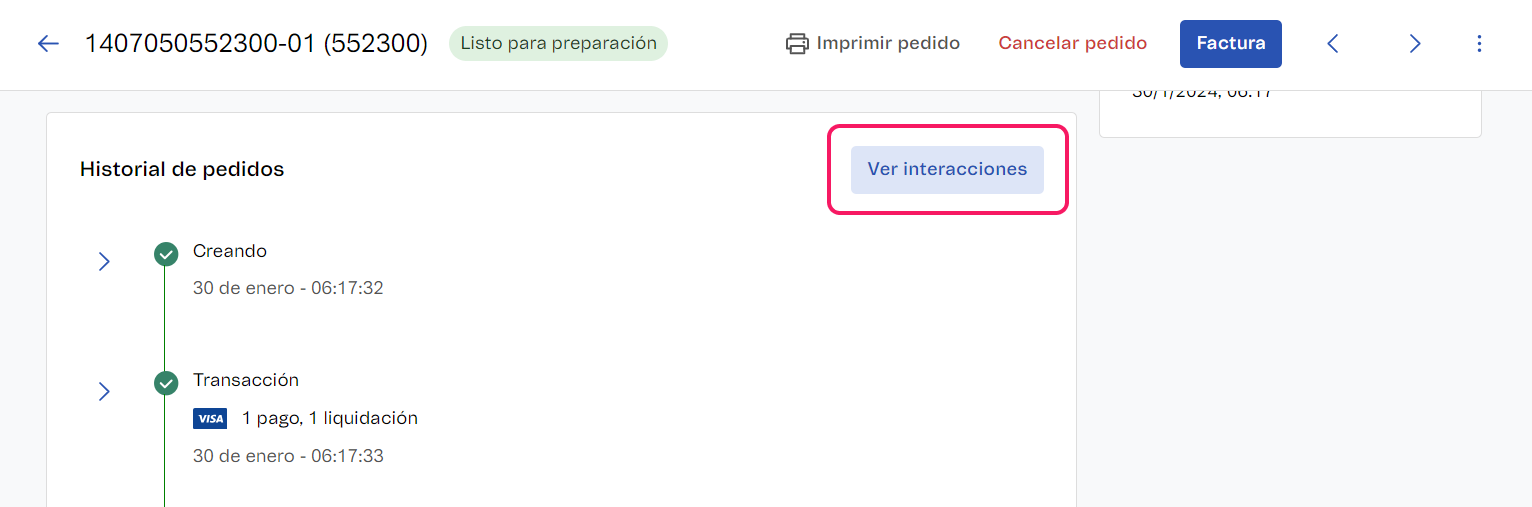 1407050552300-01 (552300) Listo para preparación Imprimir pedido Cancelar pedido Factura
30/1/2024, 06:17
Historial de pedidos Ver interacciones
Creando
30 de enero - 06:17:32
Transacción
VISA 1 pago, 1 liquidación
30 de enero - 06:17:33